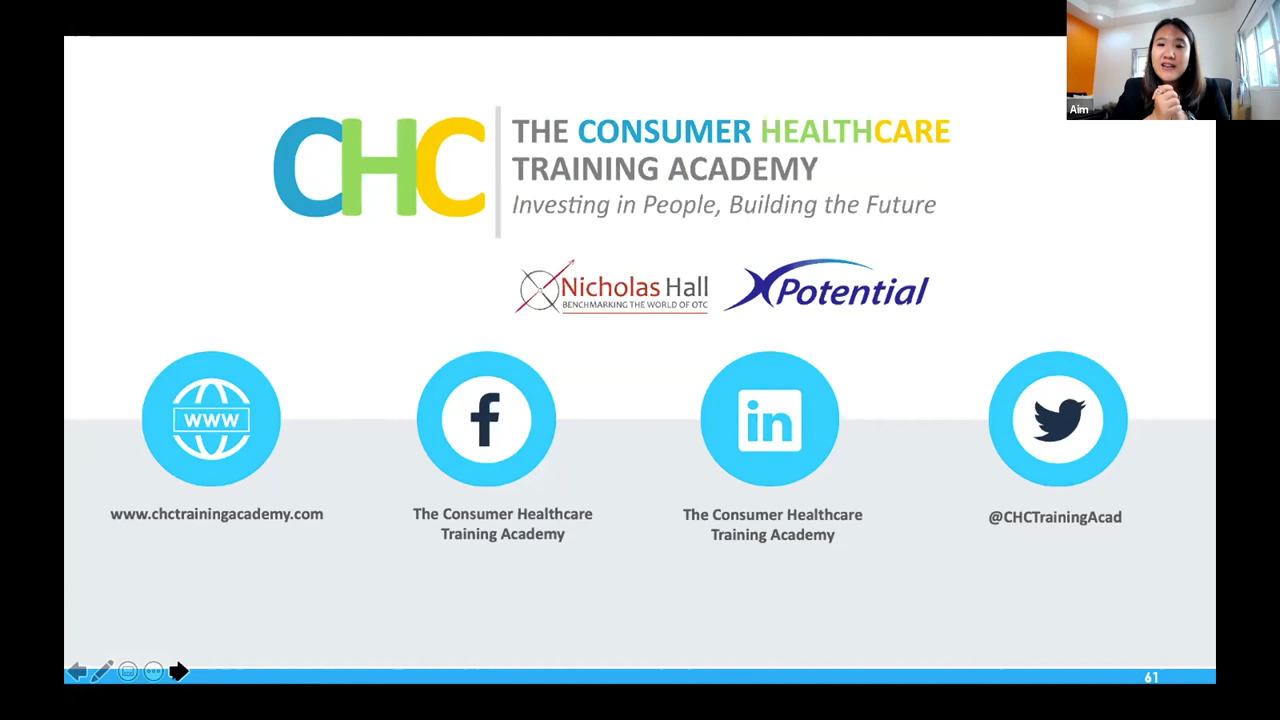 Aim
CHC
THE CONSUMER HEALTHCARE
TRAINING ACADEMY
Investing in People, Building the Future
Nicholas Hall
BENCHMARKING THE WORLD OF OTC
XPotential
WWW
f
in
www.chctrainingacademy.com
The Consumer Healthcare
Training Academy
The Consumer Healthcare
Training Academy
@CHCTrainingAcad
61